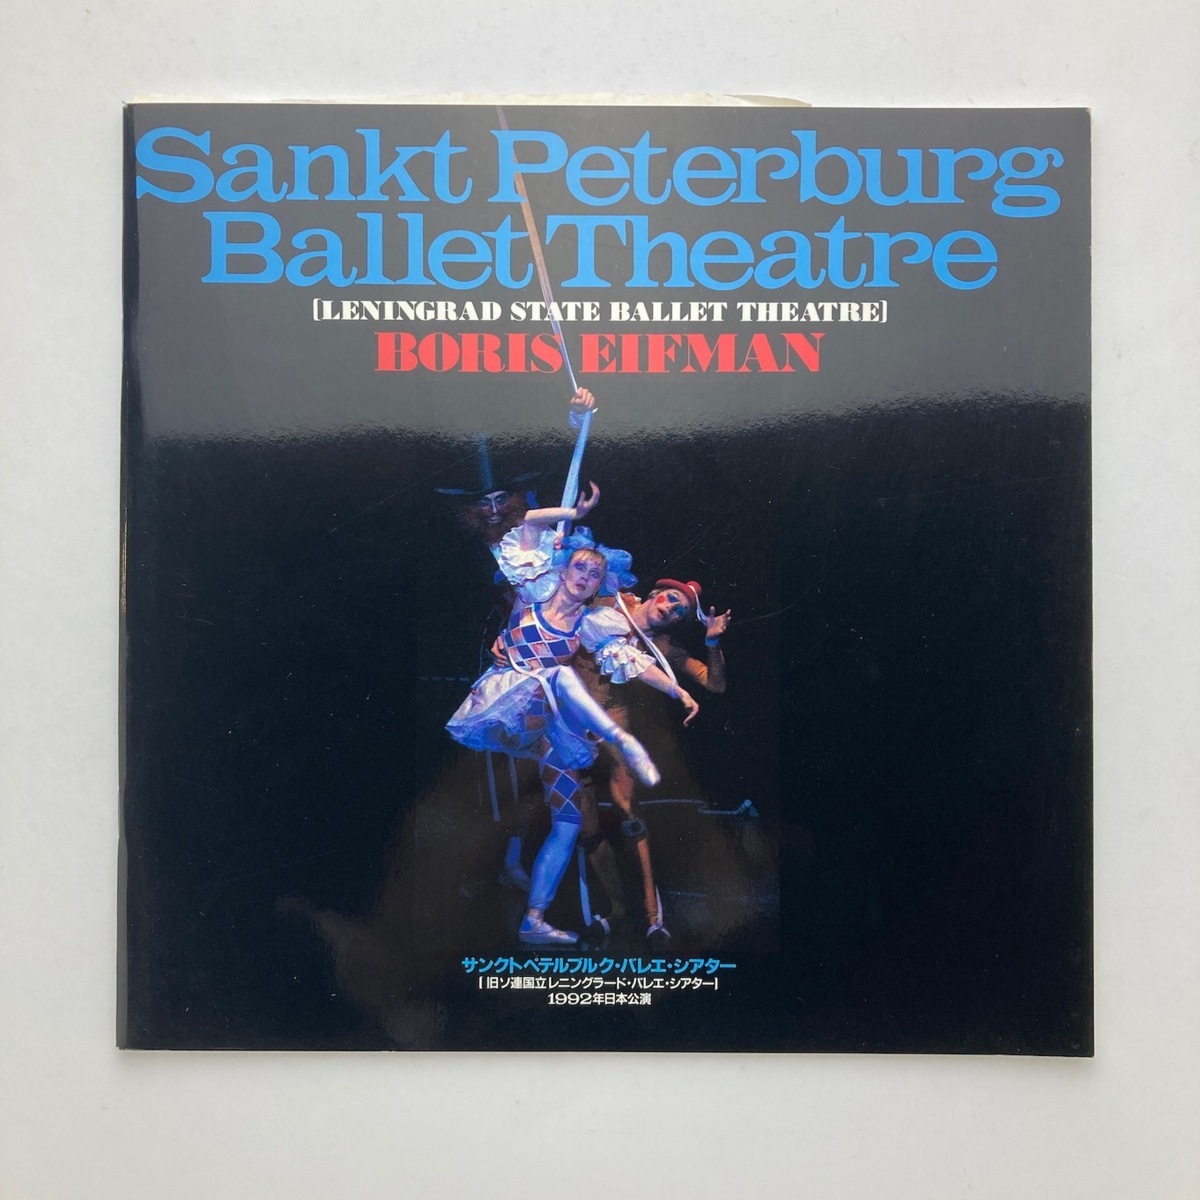 Sankt Peterburg
Ballet Theatre
[LENINGRAD STATE BALLET THEATRE]
BORIS EIFMAN
サンクトペテルブルク・バレエ・シアター
[旧ソ連国立レニングラード・バレエ・シアター]
1992年日本公演